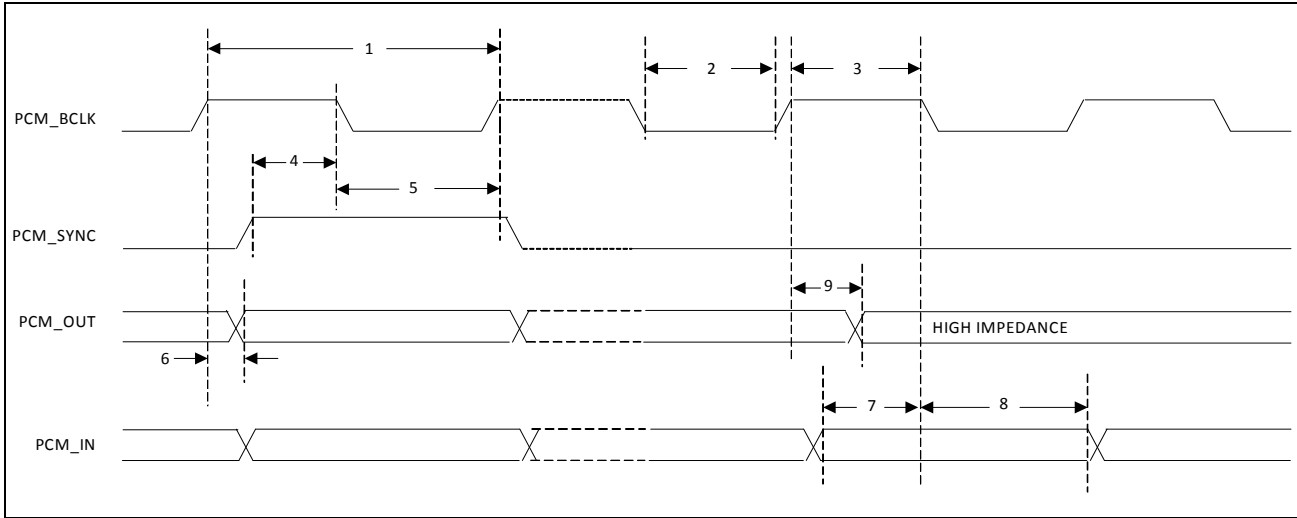 1
2
3
PCM_BCLK
4
5
PCM_SYNC
9
PCM_OUT
HIGH IMPEDANCE
6
7
8
PCM_IN